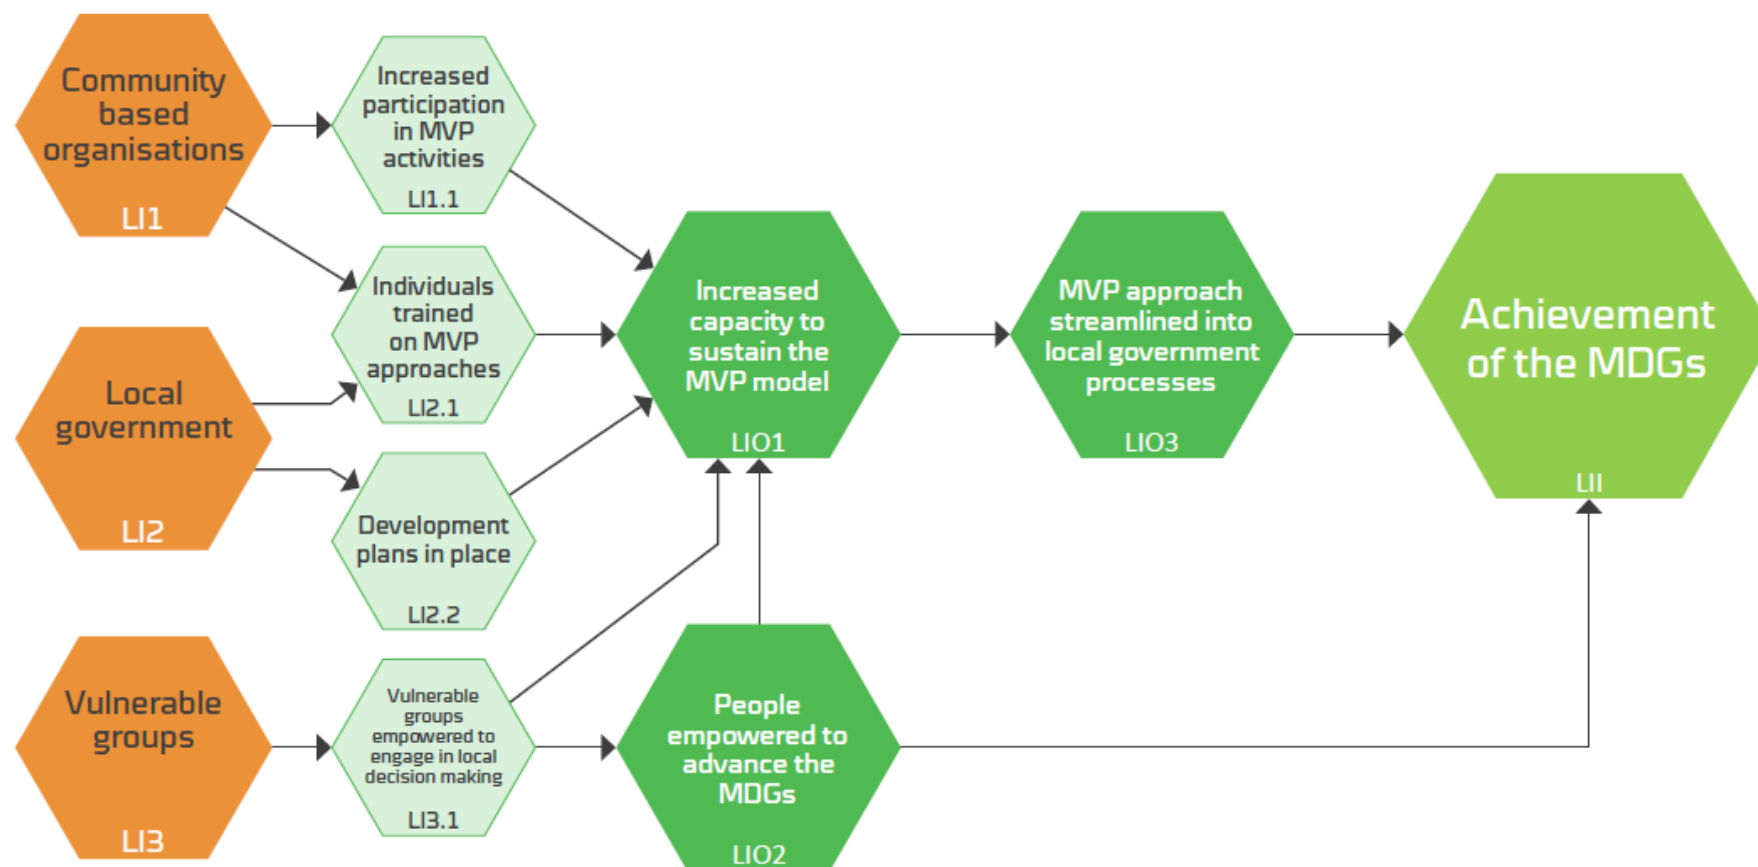 Community
based
organisations
LI1
Increased
participation
in MVP
activities
LI1.1
Individuals
trained
on MVP
approaches
LI2.1
Local
government
LI2
Development
plans in place
LI2.2
Vulnerable
groups
LI3
Vulnerable
groups
empowered to
engage in local
decision making
LI3.1
Increased
capacity to
sustain the
MVP model
LIO1
People
empowered to
advance the
MDGs
LIO2
MVP approach
streamlined into
local government
processes
LIO3
Achievement
of the MDGs
LII